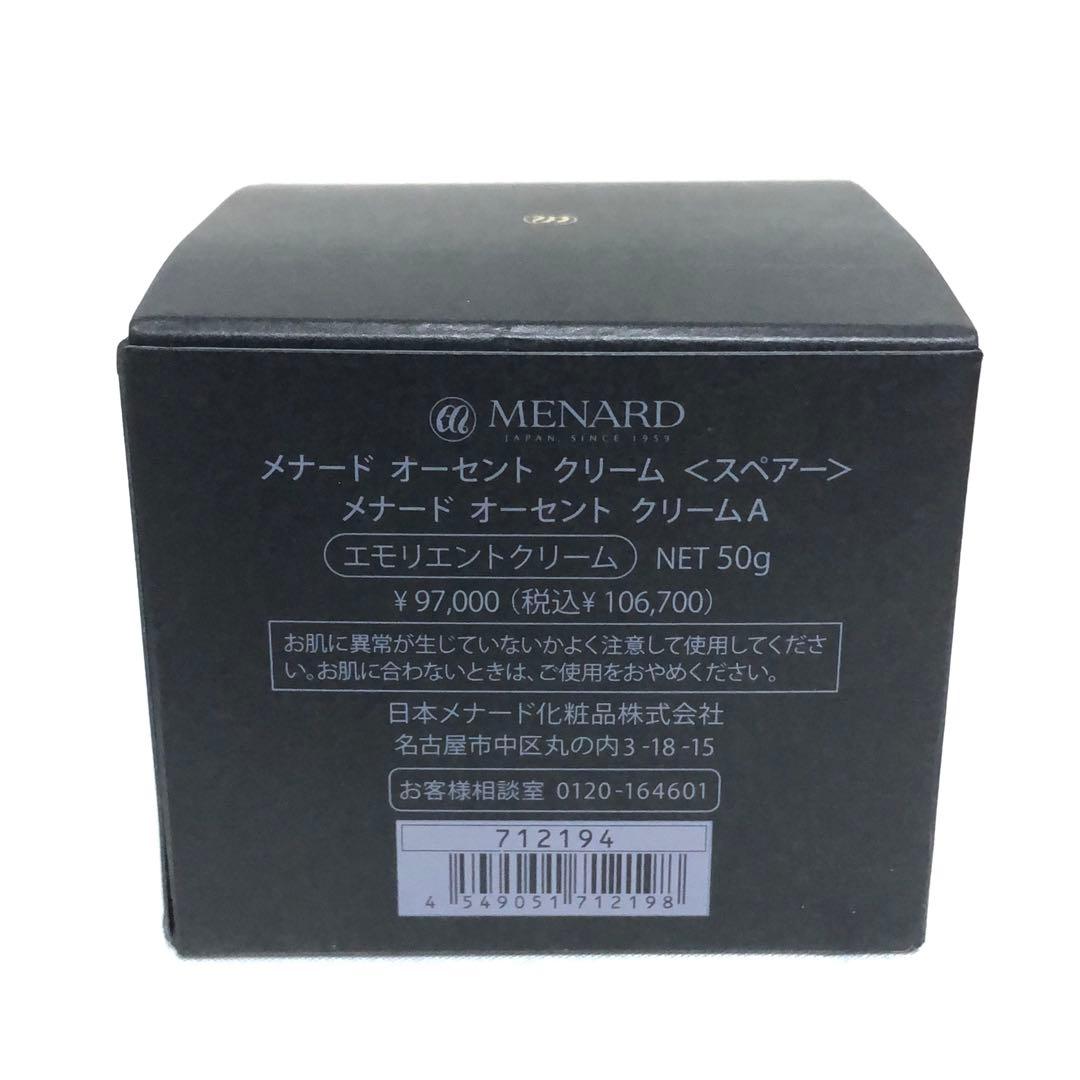 MENARD
JAPAN. SINCE 1959
メナード オーセント クリーム <スペアー>
メナード オーセント クリームA
エモリエントクリーム NET 50g
¥97,000 (税込¥106,700)
お肌に異常が生じていないかよく注意して使用してくださ
い。お肌に合わないときは、ご使用をおやめください。
日本メナード化粧品株式会社
名古屋市中区丸の内3-18-15
お客様相談室 0120-164601
712194
4 549051 712198